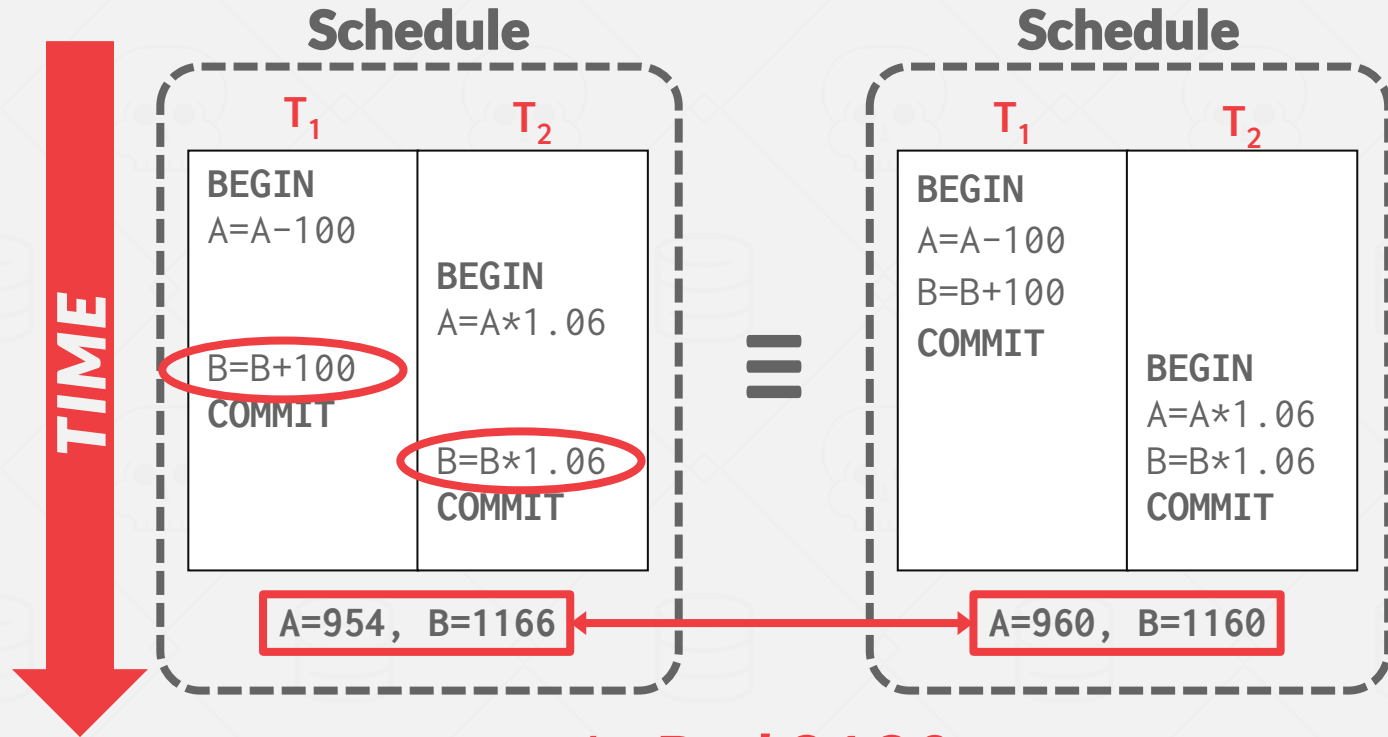 Schedule
T1 T2
BEGIN
A=A-100
BEGIN
A=A*1.06
B=B+100
COMMIT
B=B*1.06
COMMIT
A=954, B=1166
TIME
≡
Schedule
T1 T2
BEGIN
A=A-100
B=B+100
COMMIT
BEGIN
A=A*1.06
B=B*1.06
COMMIT
A=960, B=1160